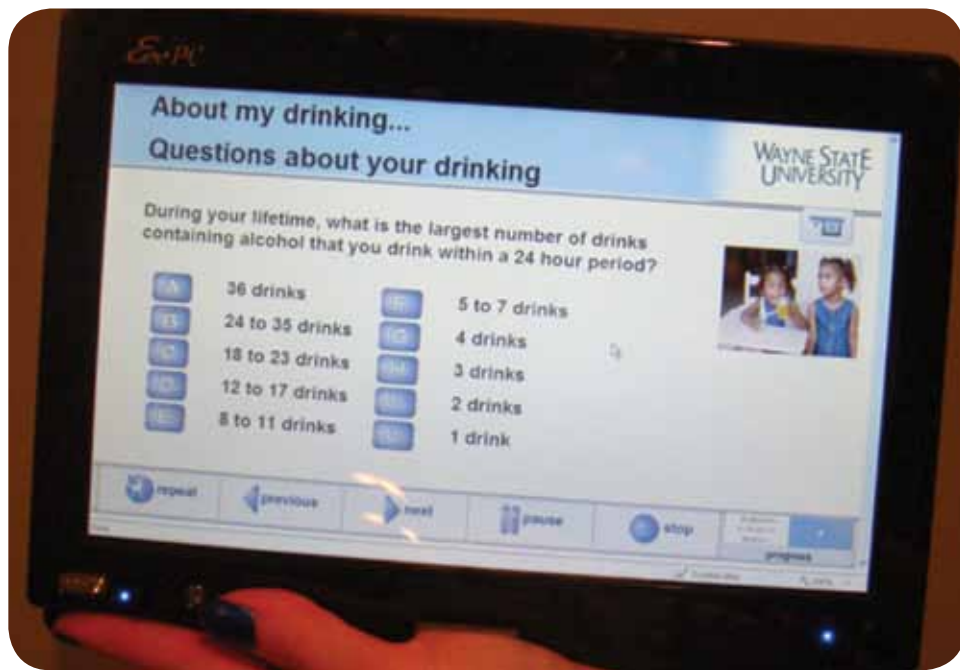 Eee PC
About my drinking...
Questions about your drinking
WAYNE STATE
UNIVERSITY
During your lifetime, what is the largest number of drinks
containing alcohol that you drink within a 24 hour period?
A 36 drinks
B 24 to 35 drinks
C 18 to 23 drinks
D 12 to 17 drinks
E 8 to 11 drinks
F 5 to 7 drinks
G 4 drinks
H 3 drinks
2 drinks
1 drink
repeat
previous
next
pause
stop
progress